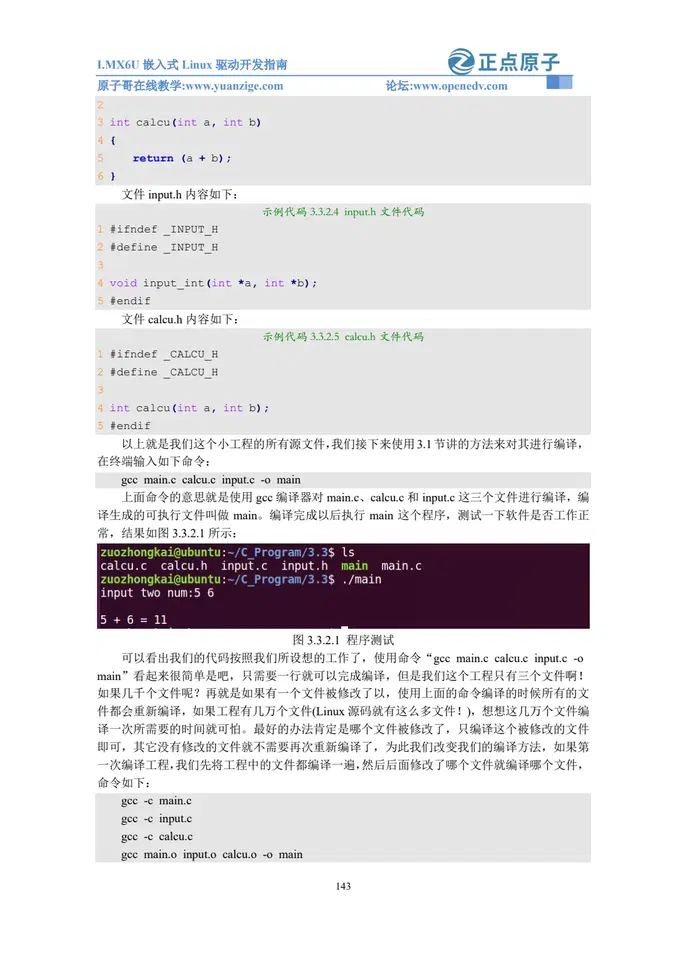 I.MX6U 嵌入式 Linux 驱动开发指南
正点原子
原子哥在线教学:www.yuanzige.com 论坛:www.openedv.com
2
3 int calcu(int a, int b)
4 {
5 return (a + b);
6 }
文件 input.h 内容如下：
示例代码 3.3.2.4 input.h 文件代码
1 #ifndef _INPUT_H
2 #define _INPUT_H
3
4 void input_int(int *a, int *b);
5 #endif
文件 calcu.h 内容如下：
示例代码 3.3.2.5 calcu.h 文件代码
1 #ifndef _CALCU_H
2 #define _CALCU_H
3
4 int calcu(int a, int b);
5 #endif
以上就是我们这个小工程的所有源文件，我们接下来使用 3.1 节讲的方法来对其进行编译，
在终端输入如下命令：
gcc main.c calcu.c input.c -o main
上面命令的意思就是使用 gcc 编译器对 main.c、calcu.c 和 input.c 这三个文件进行编译，编
译生成的可执行文件叫做 main。编译完成以后执行 main 这个程序，测试一下软件是否工作正
常，结果如图 3.3.2.1 所示：
zuozhongkai@ubuntu:~/C_Program/3.3$ ls
calcu.c calcu.h input.c input.h main main.c
zuozhongkai@ubuntu:~/C_Program/3.3$ ./main
input two num:5 6
5 + 6 = 11
图 3.3.2.1 程序测试
可以看出我们的代码按照我们所设想的工作了，使用命令“gcc main.c calcu.c input.c -o
main”看起来很简单是吧，只需要一行就可以完成编译，但是我们这个工程只有三个文件啊！
如果几千个文件呢？再就是如果有一个文件被修改了以，使用上面的命令编译的时候所有的文
件都会重新编译，如果工程有几万个文件(Linux 源码就有这么多文件！)，想想这几万个文件编
译一次所需要的时间就可怕。最好的办法肯定是哪个文件被修改了，只编译这个被修改的文件
即可，其它没有修改的文件就不需要再次重新编译了，为此我们改变我们的编译方法，如果第
一次编译工程，我们先将工程中的文件都编译一遍，然后后面修改了哪个文件就编译哪个文件，
命令如下：
gcc -c main.c
gcc -c input.c
gcc -c calcu.c
gcc main.o input.o calcu.o -o main
143